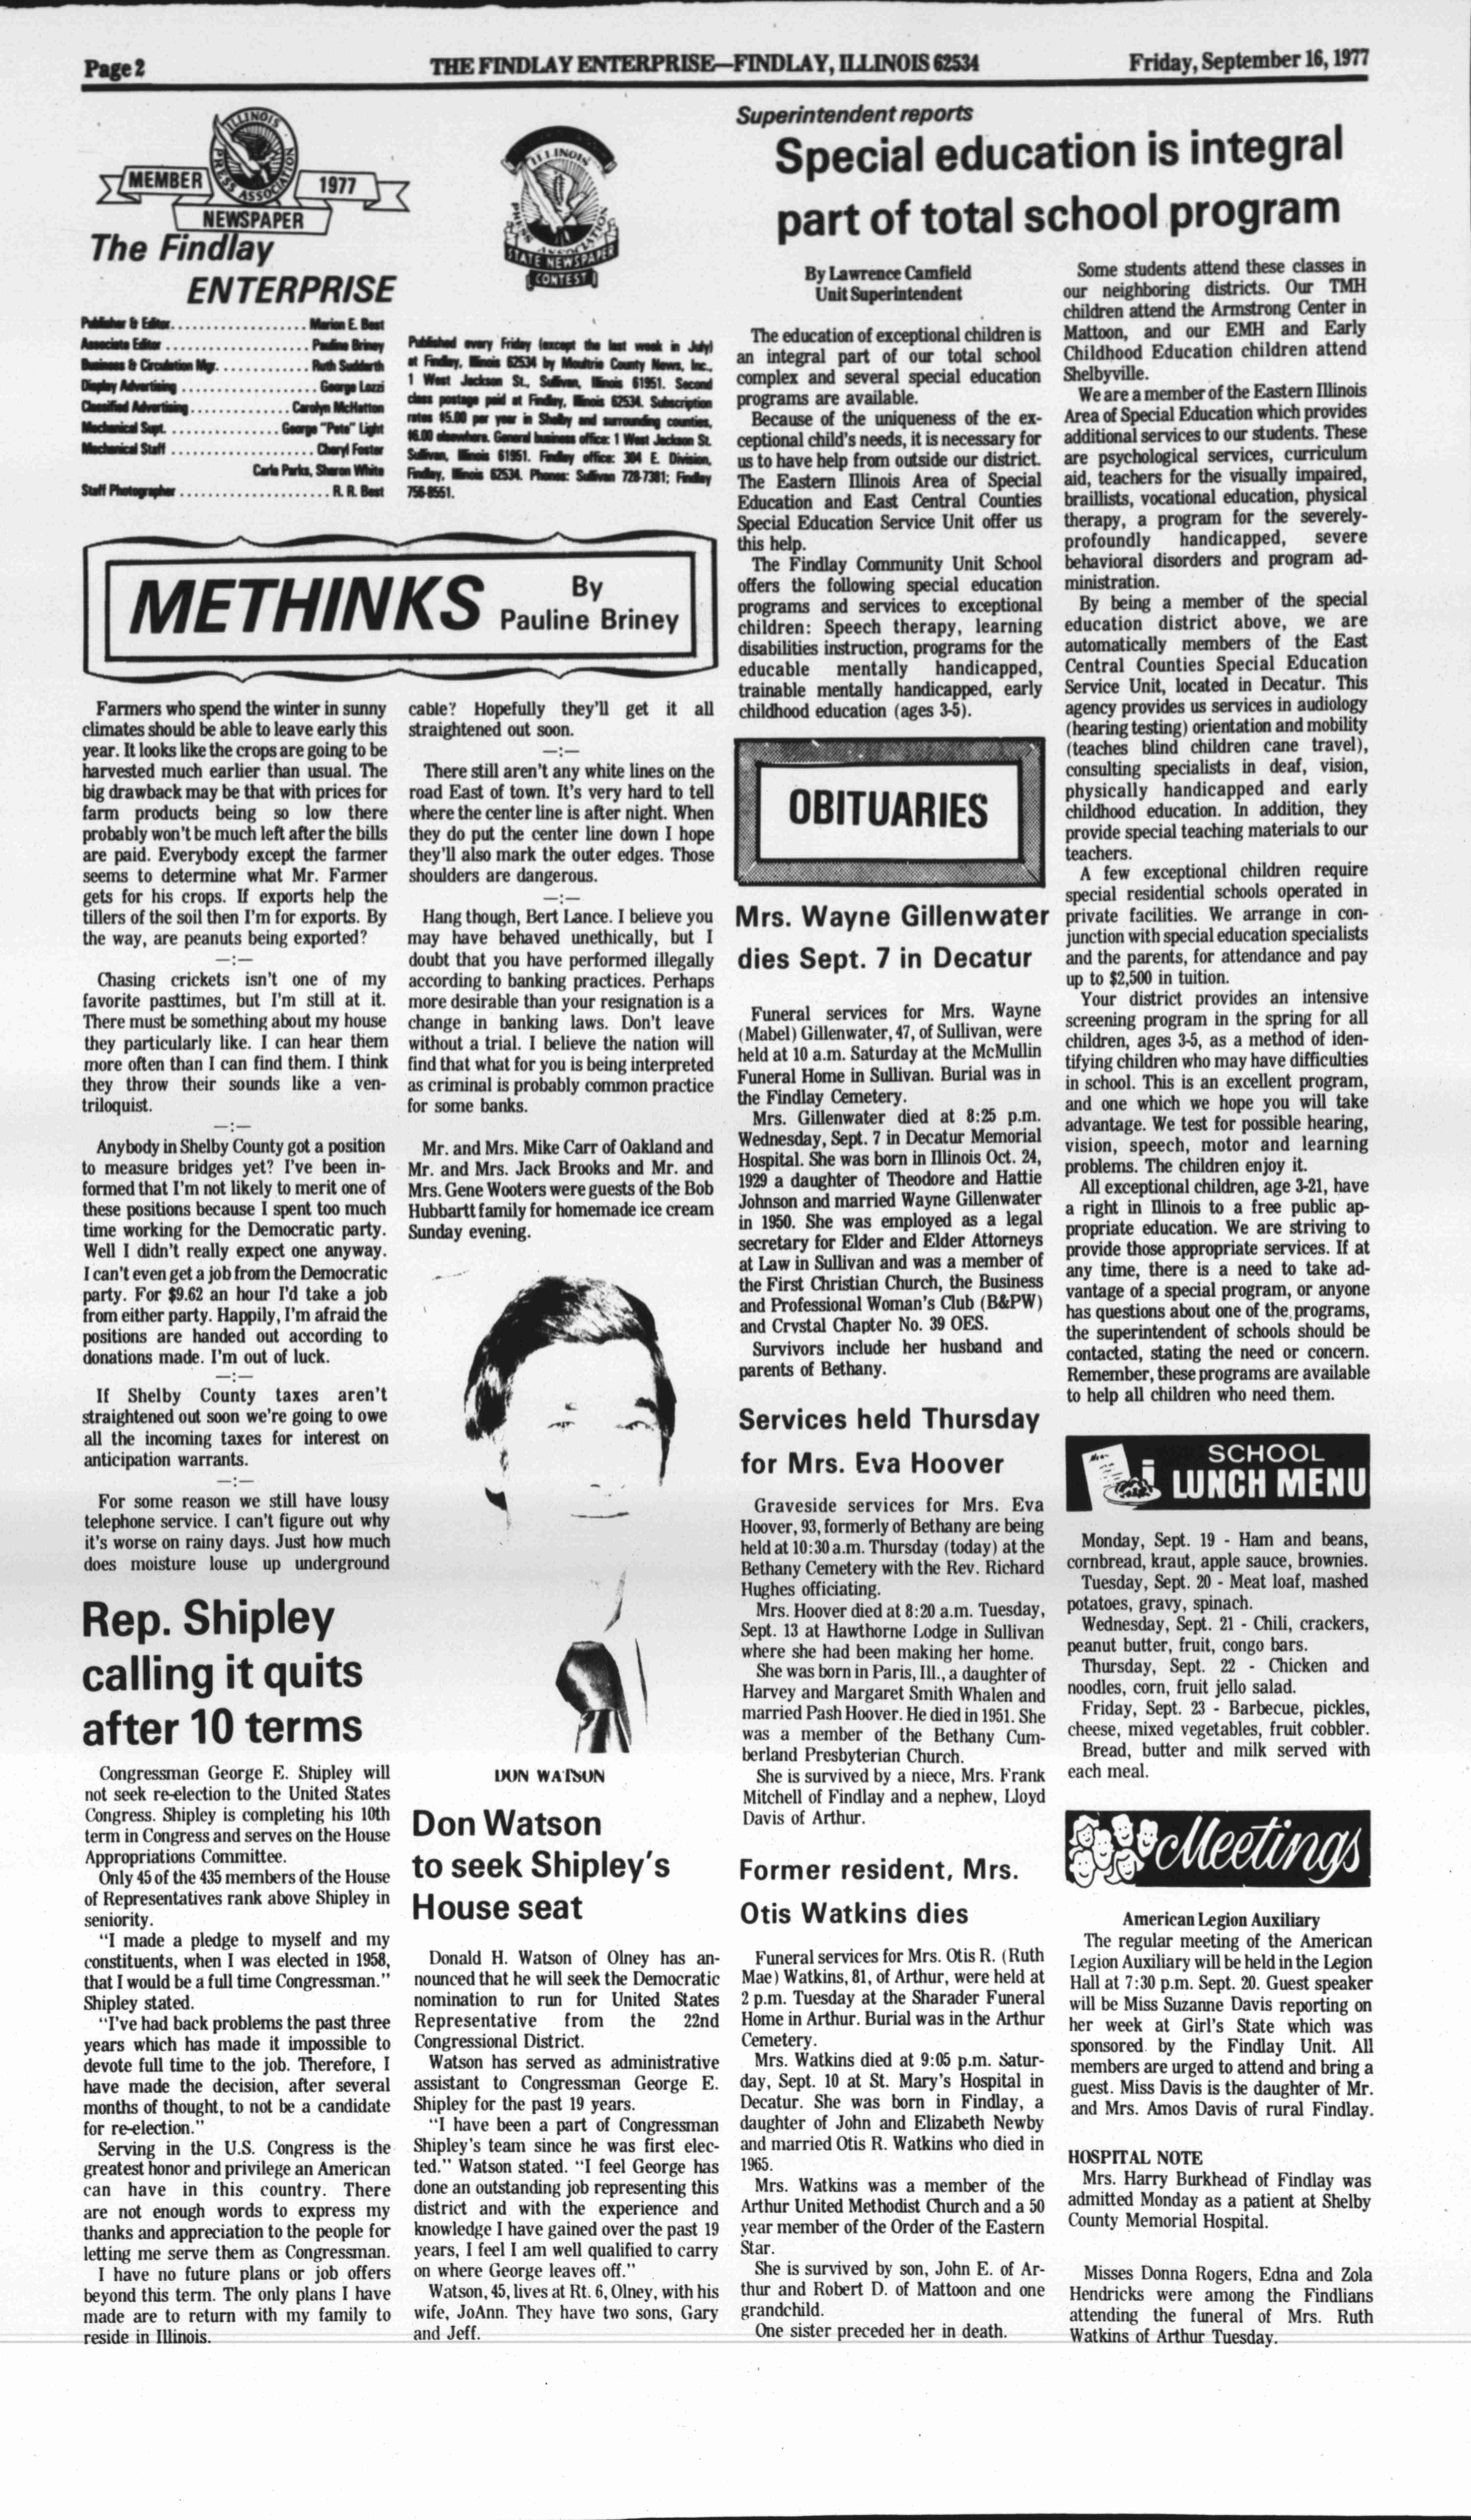 Page 2
THE FINDLAY ENTERPRISE—FINDLAY, ILLINOIS 62534
Friday, September 16, 1977
ILLINOIS
PRESS ASSOCIATION
MEMBER
1977
NEWSPAPER
The Findlay
ENTERPRISE
Publisher & Editor. . . . . . . . . . . . . . . . . Marion E. Best
Associate Editor . . . . . . . . . . . . . . . . . . Pauline Briney
Business & Circulation Mgr. . . . . . . . . . . . Ruth Suddarth
Display Advertising . . . . . . . . . . . . . . . . . George Lozzi
Classified Advertising . . . . . . . . . . . . Carolyn McHatton
Mechanical Supt. . . . . . . . . . . . . . George "Pete" Light
Mechanical Staff . . . . . . . . . . . . . . . . . . Cheryl Foster
Carla Parks, Sharon White
Staff Photographer . . . . . . . . . . . . . . . . . . . R. R. Best
ILLINOIS
PRESS ASSOCIATION
STATE NEWSPAPER
CONTEST
Published every Friday (except the last week in July)
at Findlay, Illinois 62534 by Moultrie County News, Inc.,
1 West Jackson St., Sullivan, Illinois 61951. Second
class postage paid at Findlay, Illinois 62534. Subscription
rates $5.00 per year in Shelby and surrounding counties,
$6.00 elsewhere. General business office: 1 West Jackson St.
Sullivan, Illinois 61951. Findlay office: 304 E. Division,
Findlay, Illinois 62534. Phones: Sullivan 728-7381; Findlay
756-8551.
METHINKS
By
Pauline Briney
Farmers who spend the winter in sunny
climates should be able to leave early this
year. It looks like the crops are going to be
harvested much earlier than usual. The
big drawback may be that with prices for
farm products being so low there
probably won't be much left after the bills
are paid. Everybody except the farmer
seems to determine what Mr. Farmer
gets for his crops. If exports help the
tillers of the soil then I'm for exports. By
the way, are peanuts being exported?
—:—
Chasing crickets isn't one of my
favorite pasttimes, but I'm still at it.
There must be something about my house
they particularly like. I can hear them
more often than I can find them. I think
they throw their sounds like a ven-
triloquist.
—:—
Anybody in Shelby County got a position
to measure bridges yet? I've been in-
formed that I'm not likely to merit one of
these positions because I spent too much
time working for the Democratic party.
Well I didn't really expect one anyway.
I can't even get a job from the Democratic
party. For $9.62 an hour I'd take a job
from either party. Happily, I'm afraid the
positions are handed out according to
donations made. I'm out of luck.
—:—
If Shelby County taxes aren't
straightened out soon we're going to owe
all the incoming taxes for interest on
anticipation warrants.
—:—
For some reason we still have lousy
telephone service. I can't figure out why
it's worse on rainy days. Just how much
does moisture louse up underground
cable? Hopefully they'll get it all
straightened out soon.
—:—
There still aren't any white lines on the
road East of town. It's very hard to tell
where the center line is after night. When
they do put the center line down I hope
they'll also mark the outer edges. Those
shoulders are dangerous.
—:—
Hang though, Bert Lance. I believe you
may have behaved unethically, but I
doubt that you have performed illegally
according to banking practices. Perhaps
more desirable than your resignation is a
change in banking laws. Don't leave
without a trial. I believe the nation will
find that what for you is being interpreted
as criminal is probably common practice
for some banks.
Mr. and Mrs. Mike Carr of Oakland and
Mr. and Mrs. Jack Brooks and Mr. and
Mrs. Gene Wooters were guests of the Bob
Hubbartt family for homemade ice cream
Sunday evening.
Rep. Shipley
calling it quits
after 10 terms
Congressman George E. Shipley will
not seek re-election to the United States
Congress. Shipley is completing his 10th
term in Congress and serves on the House
Appropriations Committee.
Only 45 of the 435 members of the House
of Representatives rank above Shipley in
seniority.
"I made a pledge to myself and my
constituents, when I was elected in 1958,
that I would be a full time Congressman."
Shipley stated.
"I've had back problems the past three
years which has made it impossible to
devote full time to the job. Therefore, I
have made the decision, after several
months of thought, to not be a candidate
for re-election."
Serving in the U.S. Congress is the
greatest honor and privilege an American
can have in this country. There
are not enough words to express my
thanks and appreciation to the people for
letting me serve them as Congressman.
I have no future plans or job offers
beyond this term. The only plans I have
made are to return with my family to
reside in Illinois.
DON WATSON
Don Watson
to seek Shipley's
House seat
Donald H. Watson of Olney has an-
nounced that he will seek the Democratic
nomination to run for United States
Representative from the 22nd
Congressional District.
Watson has served as administrative
assistant to Congressman George E.
Shipley for the past 19 years.
"I have been a part of Congressman
Shipley's team since he was first elec-
ted." Watson stated. "I feel George has
done an outstanding job representing this
district and with the experience and
knowledge I have gained over the past 19
years, I feel I am well qualified to carry
on where George leaves off."
Watson, 45, lives at Rt. 6, Olney, with his
wife, JoAnn. They have two sons, Gary
and Jeff.
Superintendent reports
Special education is integral
part of total school program
By Lawrence Camfield
Unit Superintendent
The education of exceptional children is
an integral part of our total school
complex and several special education
programs are available.
Because of the uniqueness of the ex-
ceptional child's needs, it is necessary for
us to have help from outside our district.
The Eastern Illinois Area of Special
Education and East Central Counties
Special Education Service Unit offer us
this help.
The Findlay Community Unit School
offers the following special education
programs and services to exceptional
children: Speech therapy, learning
disabilities instruction, programs for the
educable mentally handicapped,
trainable mentally handicapped, early
childhood education (ages 3-5).
Some students attend these classes in
our neighboring districts. Our TMH
children attend the Armstrong Center in
Mattoon, and our EMH and Early
Childhood Education children attend
Shelbyville.
We are a member of the Eastern Illinois
Area of Special Education which provides
additional services to our students. These
are psychological services, curriculum
aid, teachers for the visually impaired,
braillists, vocational education, physical
therapy, a program for the severely-
profoundly handicapped, severe
behavioral disorders and program ad-
ministration.
By being a member of the special
education district above, we are
automatically members of the East
Central Counties Special Education
Service Unit, located in Decatur. This
agency provides us services in audiology
(hearing testing) orientation and mobility
(teaches blind children cane travel),
consulting specialists in deaf, vision,
physically handicapped and early
childhood education. In addition, they
provide special teaching materials to our
teachers.
A few exceptional children require
special residential schools operated in
private facilities. We arrange in con-
junction with special education specialists
and the parents, for attendance and pay
up to $2,500 in tuition.
Your district provides an intensive
screening program in the spring for all
children, ages 3-5, as a method of iden-
tifying children who may have difficulties
in school. This is an excellent program,
and one which we hope you will take
advantage. We test for possible hearing,
vision, speech, motor and learning
problems. The children enjoy it.
All exceptional children, age 3-21, have
a right in Illinois to a free public ap-
propriate education. We are striving to
provide those appropriate services. If at
any time, there is a need to take ad-
vantage of a special program, or anyone
has questions about one of the programs,
the superintendent of schools should be
contacted, stating the need or concern.
Remember, these programs are available
to help all children who need them.
OBITUARIES
Mrs. Wayne Gillenwater
dies Sept. 7 in Decatur
Funeral services for Mrs. Wayne
(Mabel) Gillenwater, 47, of Sullivan, were
held at 10 a.m. Saturday at the McMullin
Funeral Home in Sullivan. Burial was in
the Findlay Cemetery.
Mrs. Gillenwater died at 8:25 p.m.
Wednesday, Sept. 7 in Decatur Memorial
Hospital. She was born in Illinois Oct. 24,
1929 a daughter of Theodore and Hattie
Johnson and married Wayne Gillenwater
in 1950. She was employed as a legal
secretary for Elder and Elder Attorneys
at Law in Sullivan and was a member of
the First Christian Church, the Business
and Professional Woman's Club (B&PW)
and Crystal Chapter No. 39 OES.
Survivors include her husband and
parents of Bethany.
Services held Thursday
for Mrs. Eva Hoover
Graveside services for Mrs. Eva
Hoover, 93, formerly of Bethany are being
held at 10:30 a.m. Thursday (today) at the
Bethany Cemetery with the Rev. Richard
Hughes officiating.
Mrs. Hoover died at 8:20 a.m. Tuesday,
Sept. 13 at Hawthorne Lodge in Sullivan
where she had been making her home.
She was born in Paris, Ill., a daughter of
Harvey and Margaret Smith Whalen and
married Pash Hoover. He died in 1951. She
was a member of the Bethany Cum-
berland Presbyterian Church.
She is survived by a niece, Mrs. Frank
Mitchell of Findlay and a nephew, Lloyd
Davis of Arthur.
Former resident, Mrs.
Otis Watkins dies
Funeral services for Mrs. Otis R. (Ruth
Mae) Watkins, 81, of Arthur, were held at
2 p.m. Tuesday at the Sharader Funeral
Home in Arthur. Burial was in the Arthur
Cemetery.
Mrs. Watkins died at 9:05 p.m. Satur-
day, Sept. 10 at St. Mary's Hospital in
Decatur. She was born in Findlay, a
daughter of John and Elizabeth Newby
and married Otis R. Watkins who died in
1965.
Mrs. Watkins was a member of the
Arthur United Methodist Church and a 50
year member of the Order of the Eastern
Star.
She is survived by son, John E. of Ar-
thur and Robert D. of Mattoon and one
grandchild.
One sister preceded her in death.
SCHOOL
LUNCH MENU
Monday, Sept. 19 - Ham and beans,
cornbread, kraut, apple sauce, brownies.
Tuesday, Sept. 20 - Meat loaf, mashed
potatoes, gravy, spinach.
Wednesday, Sept. 21 - Chili, crackers,
peanut butter, fruit, congo bars.
Thursday, Sept. 22 - Chicken and
noodles, corn, fruit jello salad.
Friday, Sept. 23 - Barbecue, pickles,
cheese, mixed vegetables, fruit cobbler.
Bread, butter and milk served with
each meal.
Meetings
American Legion Auxiliary
The regular meeting of the American
Legion Auxiliary will be held in the Legion
Hall at 7:30 p.m. Sept. 20. Guest speaker
will be Miss Suzanne Davis reporting on
her week at Girl's State which was
sponsored by the Findlay Unit. All
members are urged to attend and bring a
guest. Miss Davis is the daughter of Mr.
and Mrs. Amos Davis of rural Findlay.
HOSPITAL NOTE
Mrs. Harry Burkhead of Findlay was
admitted Monday as a patient at Shelby
County Memorial Hospital.
Misses Donna Rogers, Edna and Zola
Hendricks were among the Findlians
attending the funeral of Mrs. Ruth
Watkins of Arthur Tuesday.